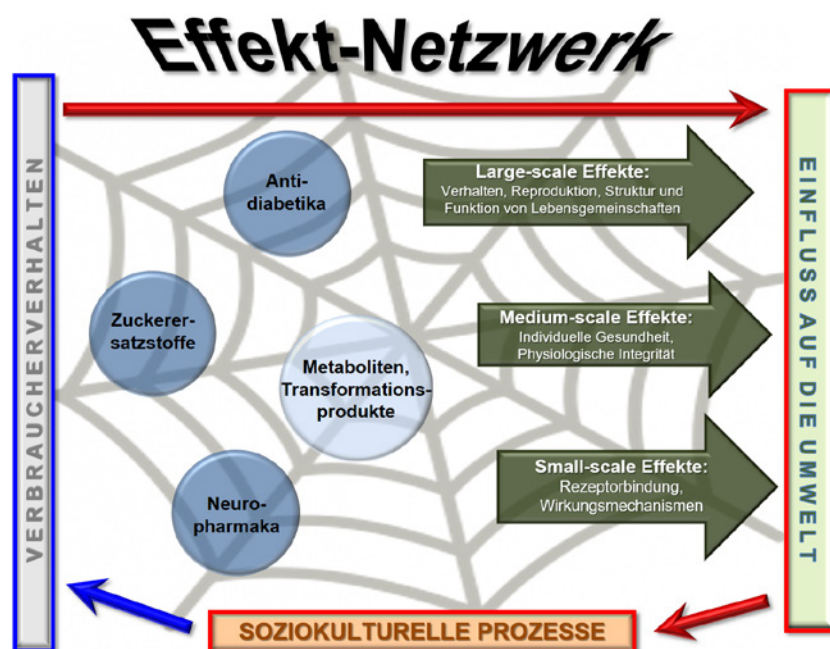 Effekt-Netzwerk
VERBRAUCHERVERHALTEN
Anti-
diabetika
Zuckerer-
satzstoffe
Metaboliten,
Transformations-
produkte
Neuro-
pharmaka
Large-scale Effekte:
Verhalten, Reproduktion, Struktur und
Funktion von Lebensgemeinschaften
Medium-scale Effekte:
Individuelle Gesundheit,
Physiologische Integrität
Small-scale Effekte:
Rezeptorbindung,
Wirkungsmechanismen
EINFLUSS AUF DIE UMWELT
SOZIOKULTURELLE PROZESSE